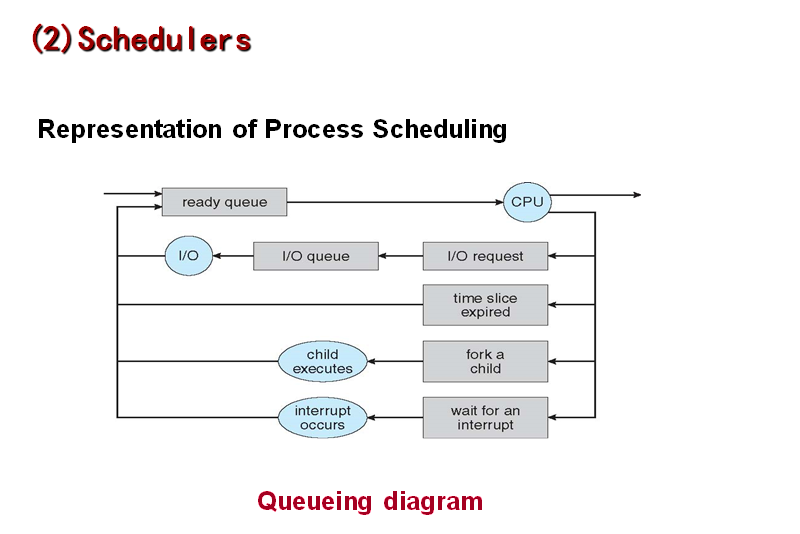 (2)Schedulers
Representation of Process Scheduling
ready queue
CPU
I/O
I/O queue
I/O request
time slice
expired
child
executes
fork a
child
interrupt
occurs
wait for an
interrupt
Queueing diagram